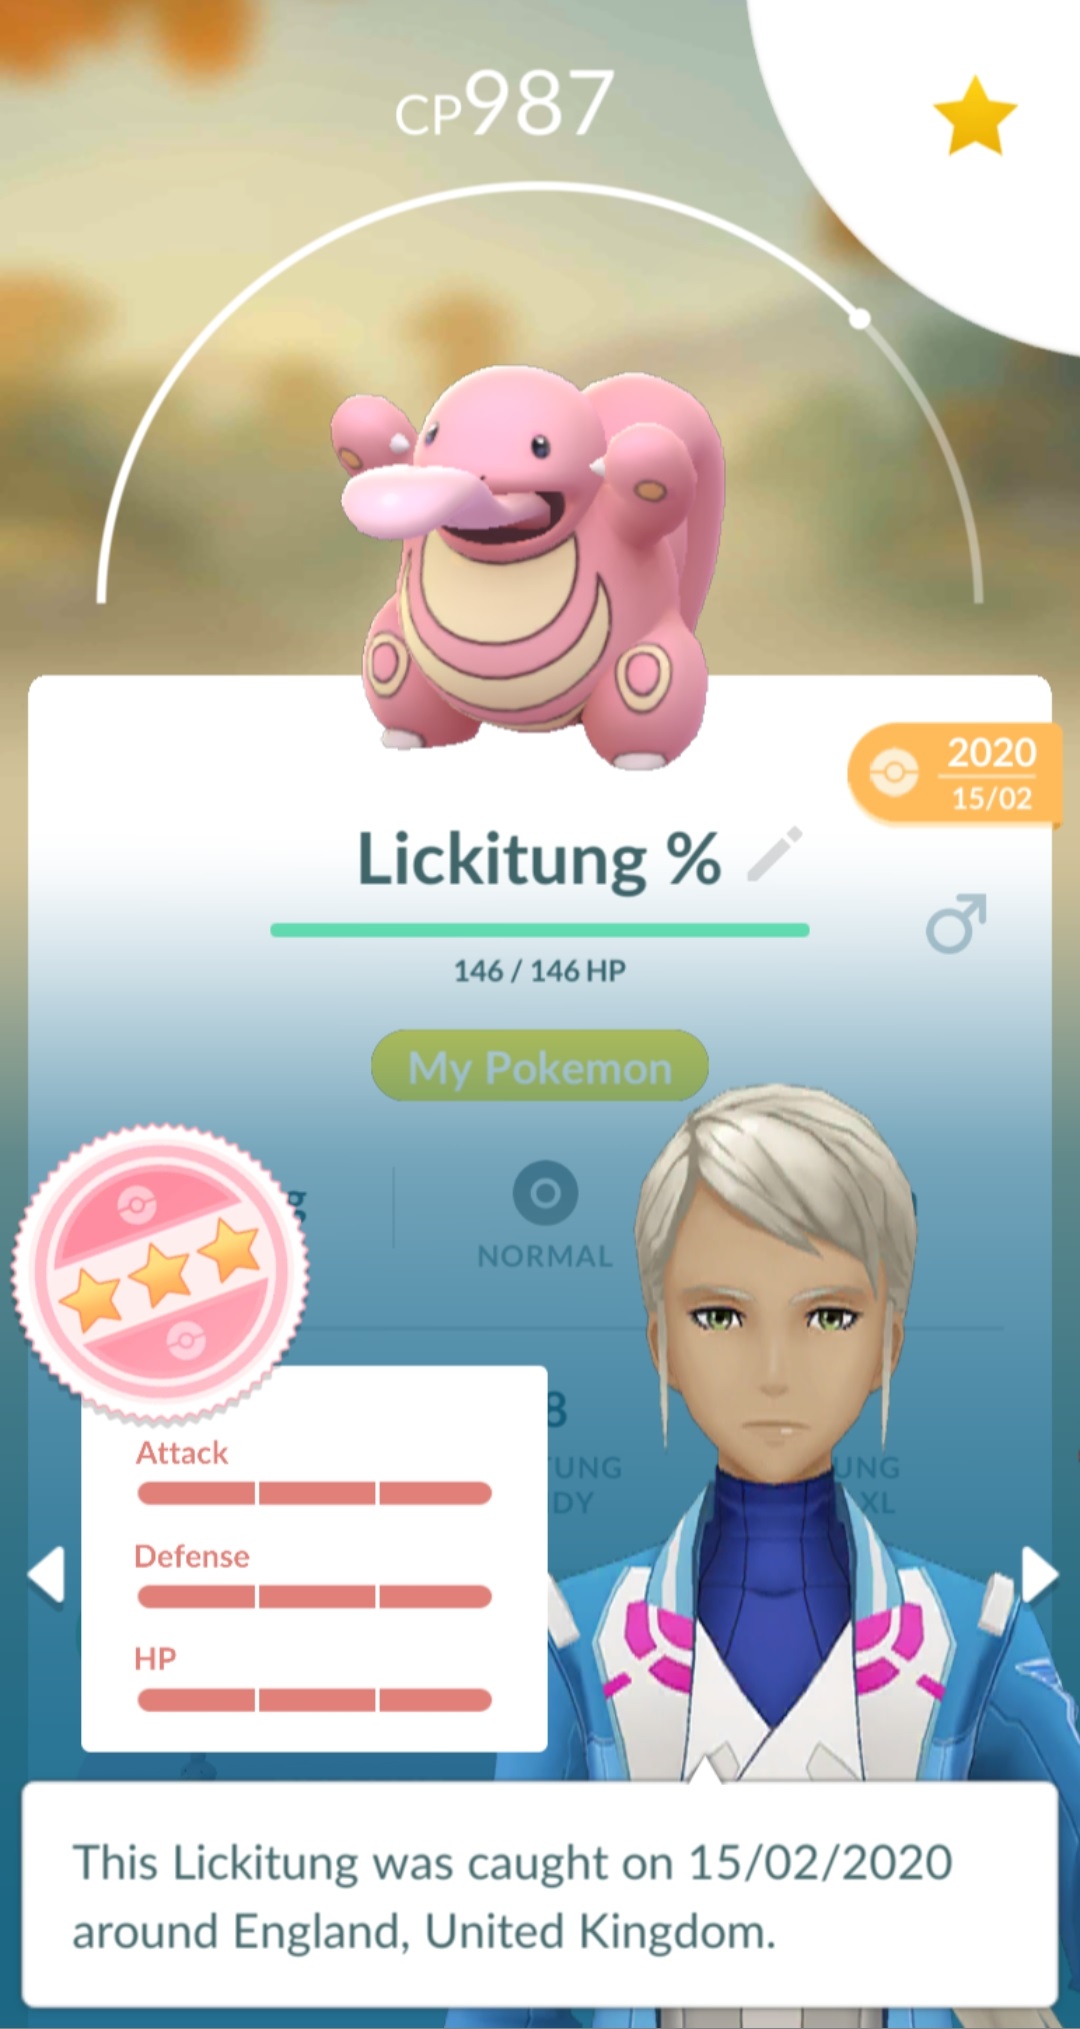 CP987
2020
15/02
Lickitung %
146 / 146 HP
My Pokemon
g
NORMAL
8
UNG
DY
UNG
XL
Attack
Defense
HP
This Lickitung was caught on 15/02/2020
around England, United Kingdom.